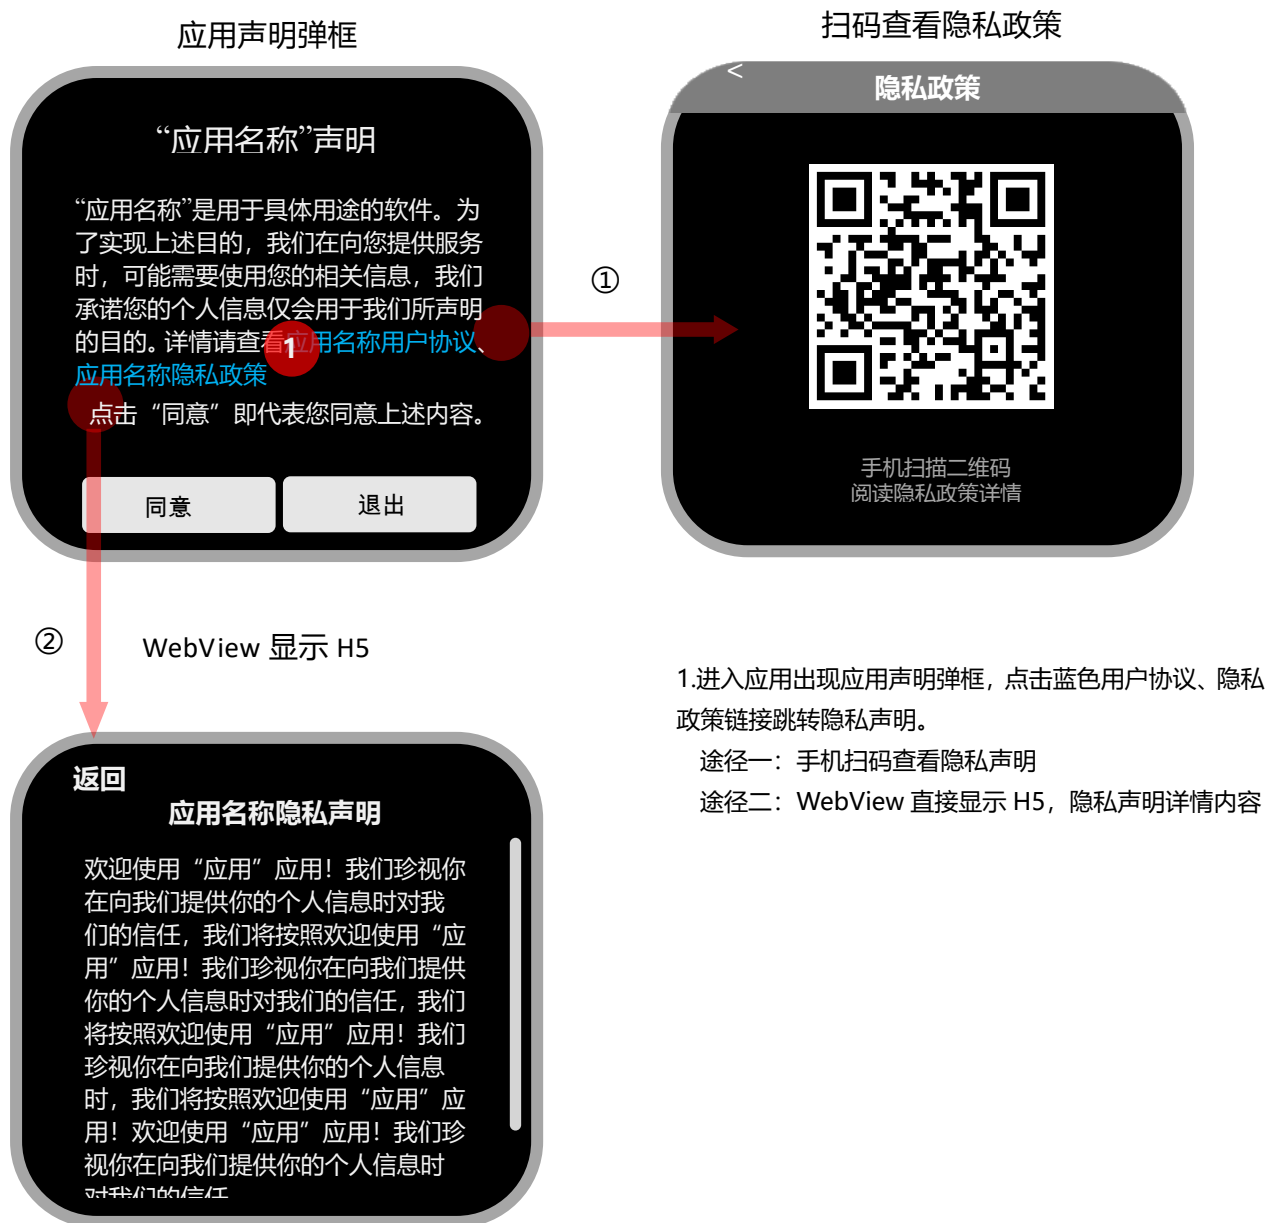 应用声明弹框
扫码查看隐私政策
“应用名称”声明
“应用名称”是用于具体用途的软件。为
了实现上述目的，我们在向您提供服务
时，可能需要使用您的相关信息，我们
承诺您的个人信息仅会用于我们所声明
的目的。详情请查看应用名称用户协议、
应用名称隐私政策
1
点击“同意”即代表您同意上述内容。
同意
退出
①
<
隐私政策
手机扫描二维码
阅读隐私政策详情
②
WebView 显示 H5
1.进入应用出现应用声明弹框，点击蓝色用户协议、隐私
政策链接跳转隐私声明。
途径一：手机扫码查看隐私声明
途径二：WebView 直接显示 H5，隐私声明详情内容
返回
应用名称隐私声明
欢迎使用“应用”应用！我们珍视你
在向我们提供你的个人信息时对我
们的信任，我们将按照欢迎使用“应
用”应用！我们珍视你在向我们提供
你的个人信息时对我们的信任，我们
将按照欢迎使用“应用”应用！我们
珍视你在向我们提供你的个人信息
时，我们将按照欢迎使用“应用”应
用！欢迎使用“应用”应用！我们珍
视你在向我们提供你的个人信息时
对我们的信任